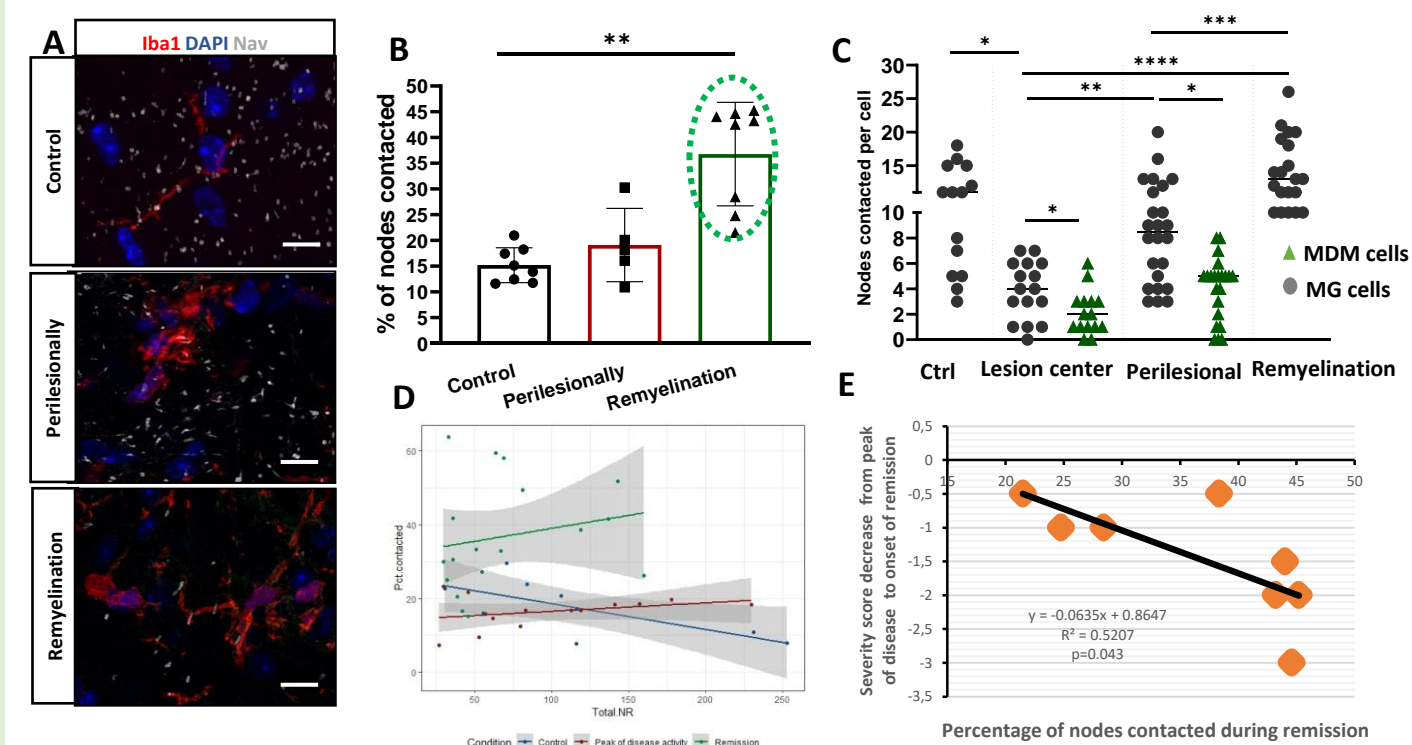 A
Iba1 DAPI Nav
Control
Perilesionally
Remyelination
B
**
% of nodes contacted
50
45
40
35
30
25
20
15
10
5
0
Control
Perilesionally
Remyelination
C
***
*
****
**
*
*
Nodes contacted per cell
30
25
20
15
10
8
6
4
2
0
MDM cells
MG cells
Ctrl
Lesion center
Perilesional
Remyelination
D
Pct.contacted
60
40
20
0
50
100
150
200
250
Total.NR
Condition Control Peak of disease activity Remission
E
Severity score decrease from peak
of disease to onset of remission
0,5
0
-0,5
-1
-1,5
-2
-2,5
-3
-3,5
15 20 25 30 35 40 45 50
y = -0.0635x + 0.8647
R² = 0.5207
p=0.043
Percentage of nodes contacted during remission